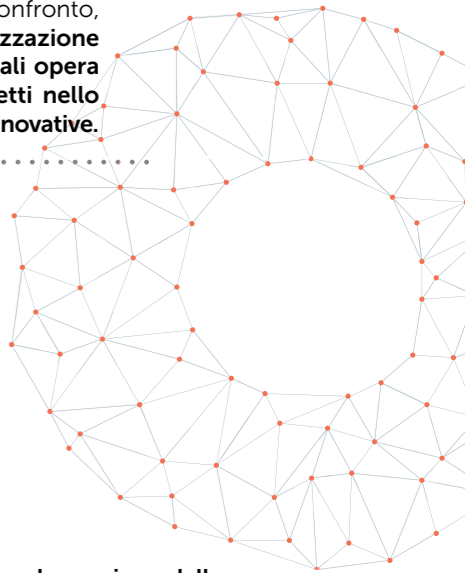 onfronto,
zzazione
ali opera
etti nello
novative.